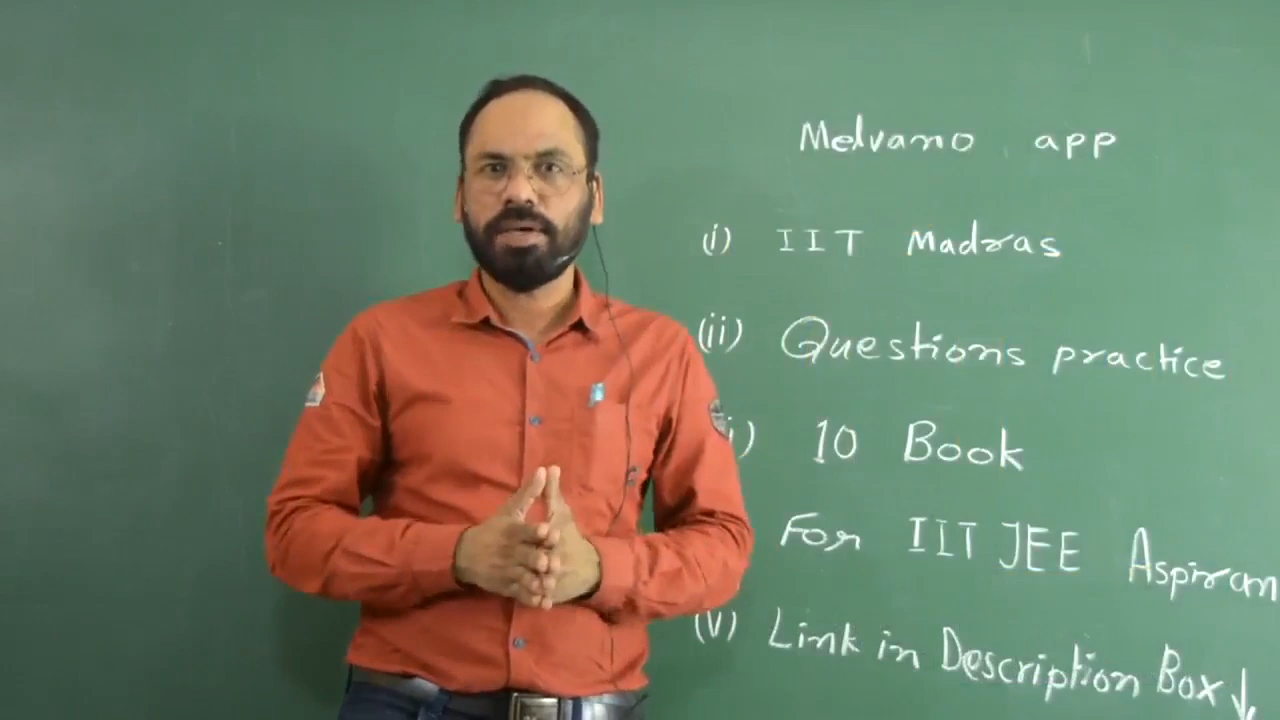 Melvano app
(i) IIT Madras
(ii) Questions practice
i) 10 Book
For IIT JEE Aspiran
(V) Link in Description Box ↓